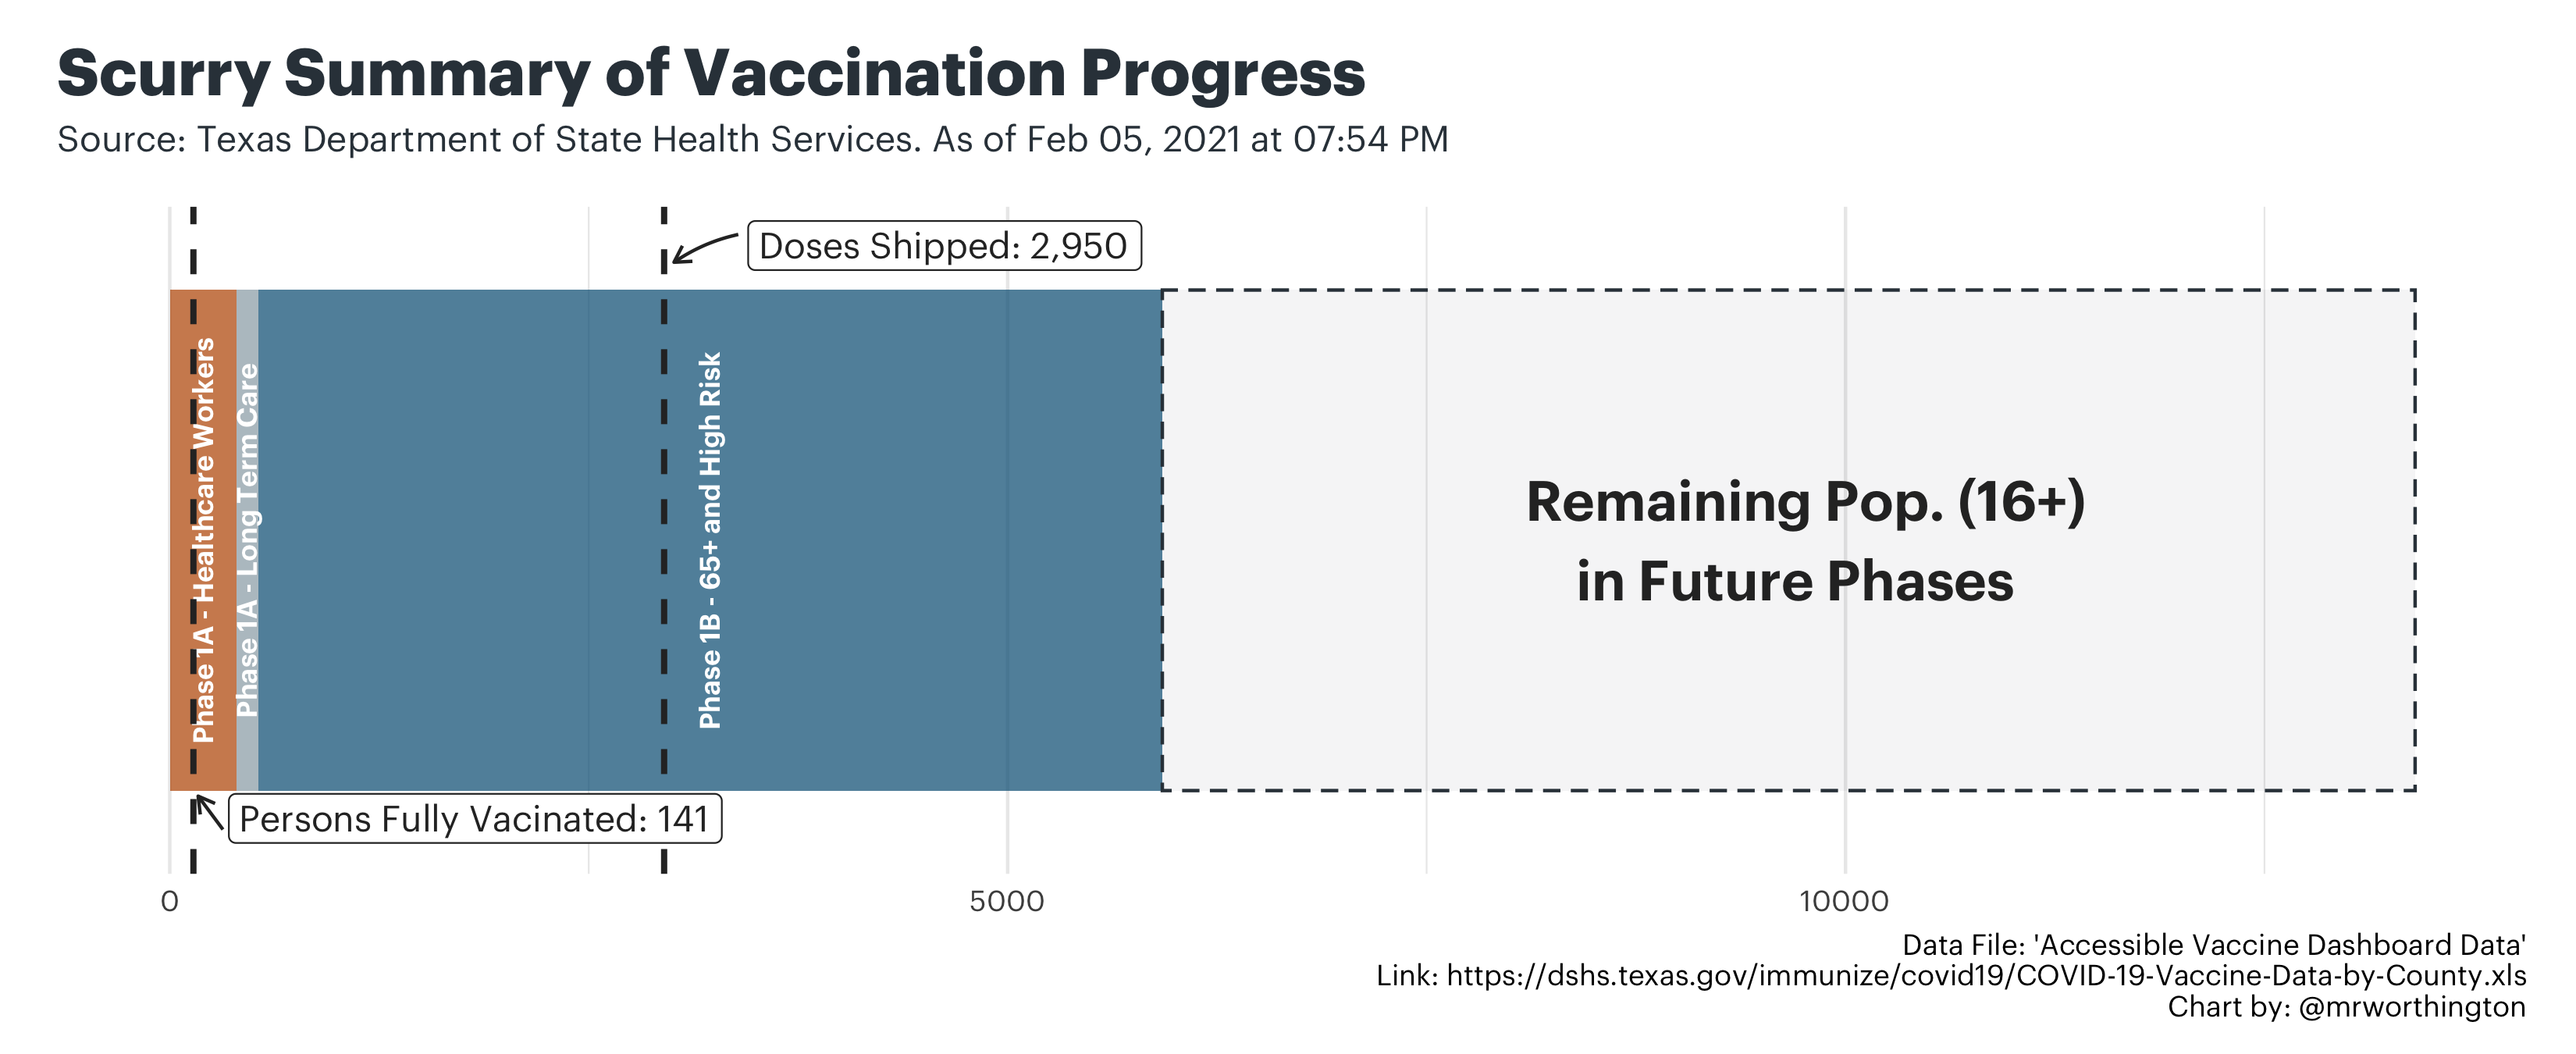 Scurry Summary of Vaccination Progress
Source: Texas Department of State Health Services. As of Feb 05, 2021 at 07:54 PM
Doses Shipped: 2,950
Phase 1A - Healthcare Workers
Phase 1A - Long Term Care
Phase 1B - 65+ and High Risk
Remaining Pop. (16+)
in Future Phases
Persons Fully Vacinated: 141
0
5000
10000
Data File: 'Accessible Vaccine Dashboard Data'
Link: https://dshs.texas.gov/immunize/covid19/COVID-19-Vaccine-Data-by-County.xls
Chart by: @mrworthington